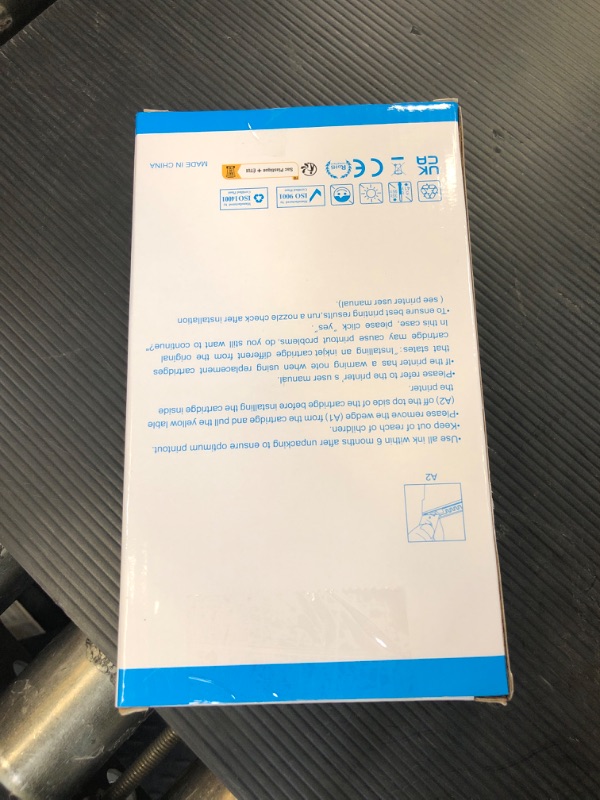 A2
•Use all ink within 6 months after unpacking to ensure optimum printout.
•Keep out of reach of children.
•Please remove the wedge (A1) from the cartridge and pull the yellow lable
(A2) off the top side of the cartridge before installing the cartridge inside
the printer.
•Please refer to the printer's user manual.
•If the printer has a warning note when using replacement cartridges
that states:"Installing an inkjet cartridge different from the original
cartridge may cause printout problems, do you still want to continue?"
In this case, please click "yes".
•To ensure best printing results,run a nozzle check after installation
( see printer user manual).
ISO 9001
ISO 14001
UK
CA
CE
RoHS
Sac Plastique + Étui
MADE IN CHINA